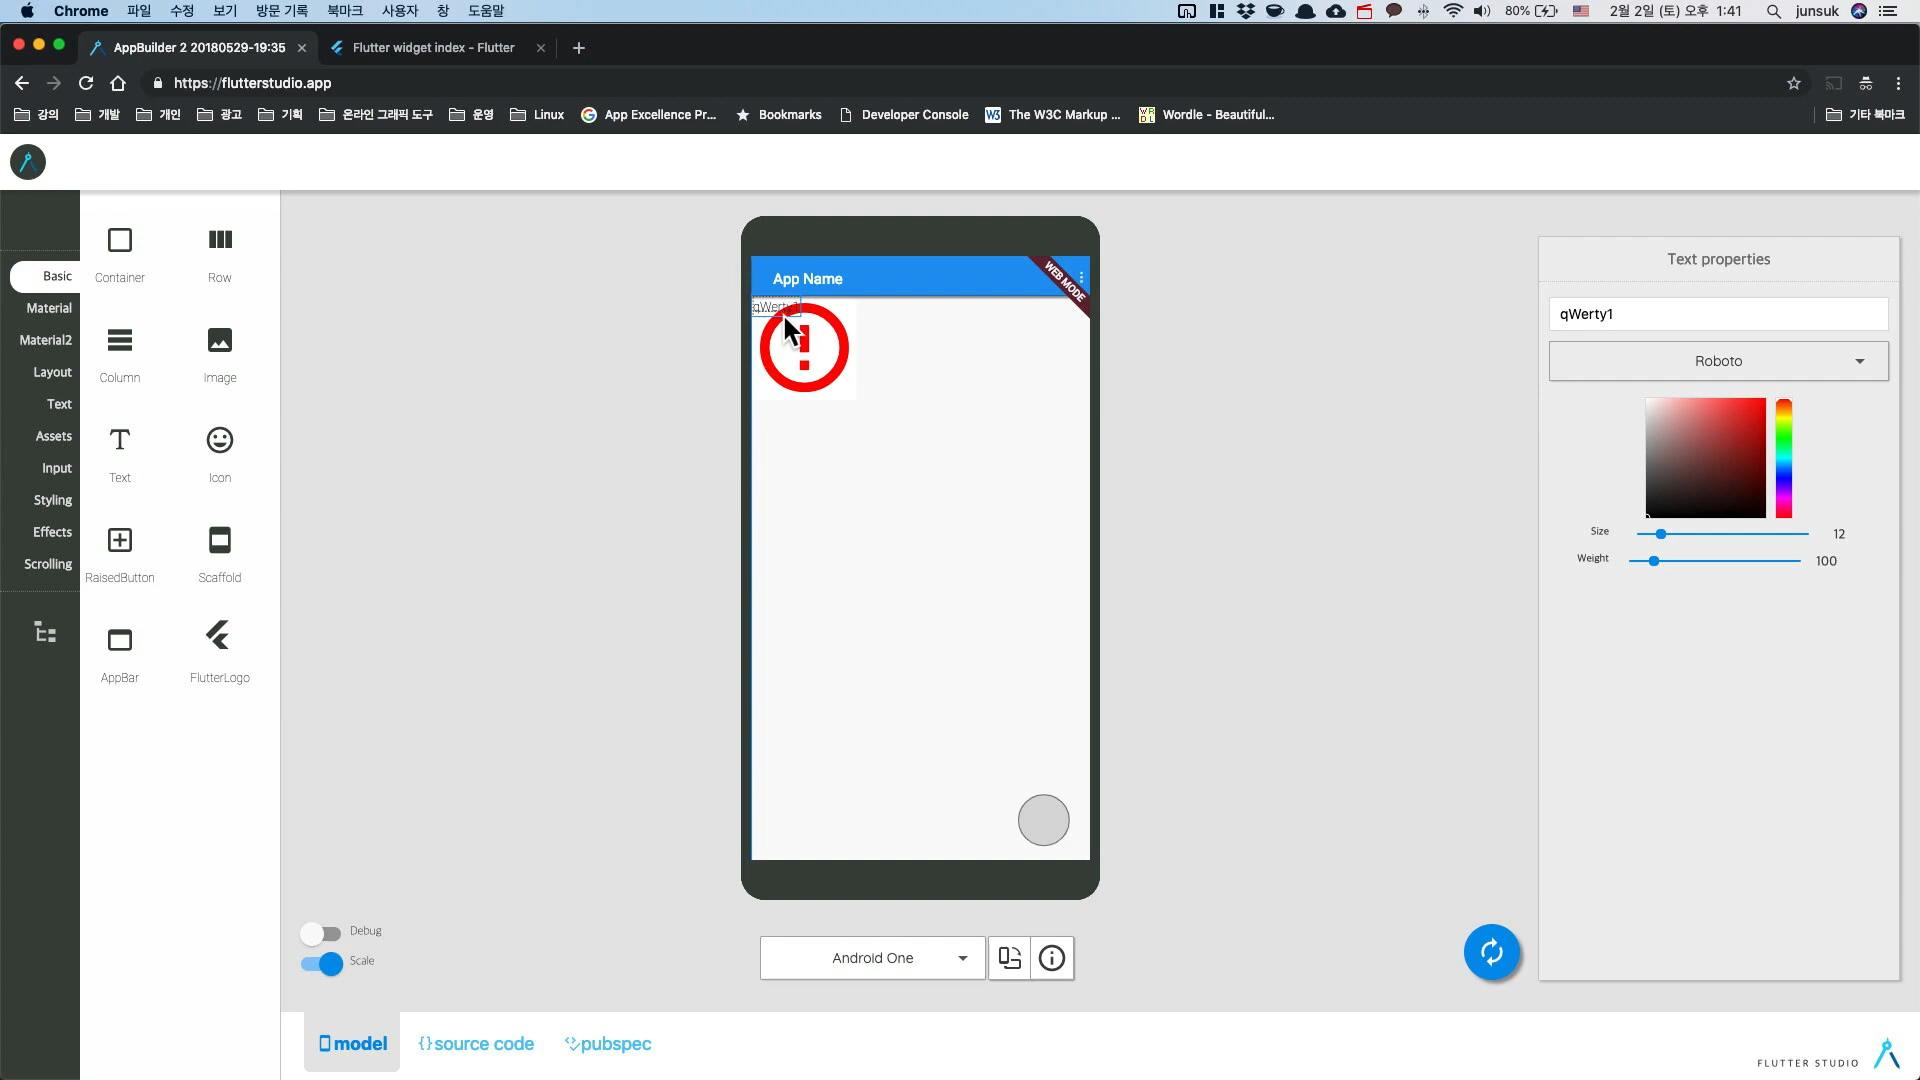 Chrome 파일 수정 보기 방문 기록 북마크 사용자 창 도움말 80% 2월 2일 (토) 오후 1:41 junsuk
AppBuilder 2 20180529-19:35 Flutter widget index - Flutter
https://flutterstudio.app
강의 개발 개인 광고 기획 온라인 그래픽 도구 운영 Linux App Excellence Pr... Bookmarks Developer Console The W3C Markup ... Wordle - Beautiful... 기타 북마크
Basic
Material
Material2
Layout
Text
Assets
Input
Styling
Effects
Scrolling
Container Row
Column Image
Text Icon
RaisedButton Scaffold
AppBar FlutterLogo
App Name
WEB MODE
qWerty1
Text properties
qWerty1
Roboto
Size 12
Weight 100
Debug
Scale
Android One
model {}source code pubspec
FLUTTER STUDIO